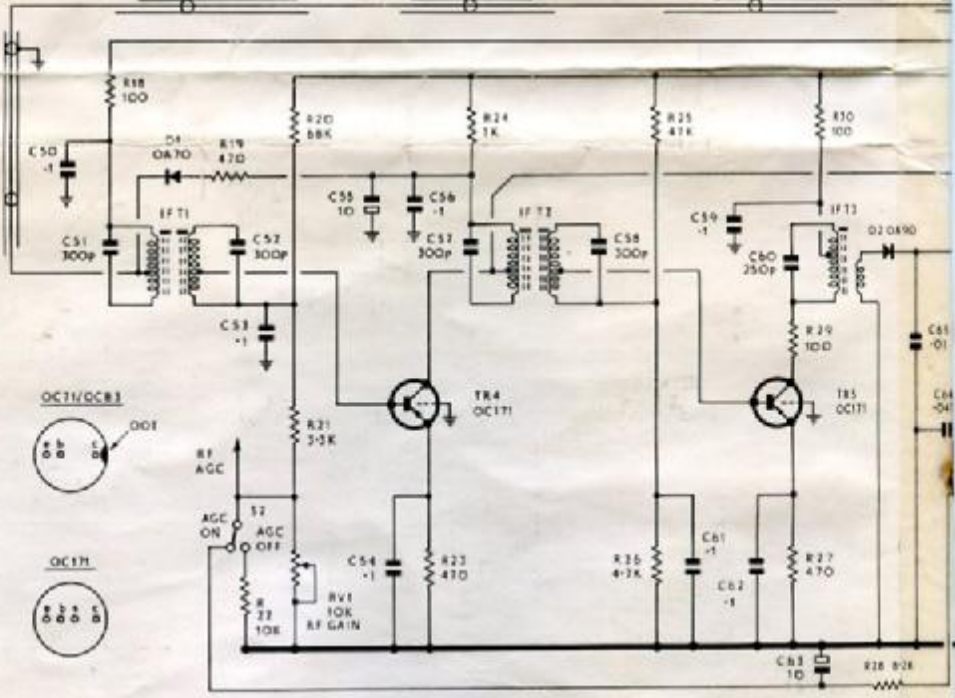 R18
100
D1
OA70
R19
470
R20
68K
R24
1K
R25
47K
R30
100
C50
·1
C55
10
C56
·1
C59
·1
IFT1
IFT2
IFT3
D2 OA90
C51
300p
C52
300p
C57
300p
C58
300p
C60
250p
C53
·1
R29
100
C65
·01
OC71/OC83
e b c
DOT
R21
3·3K
TR4
OC171
TR5
OC171
RF
AGC
AGC
ON
S2
AGC
OFF
OC171
e b s c
R
22
10K
RV1
10K
RF GAIN
C54
·1
R23
470
C61
·1
C62
·1
R27
470
C63
10
R28 8·2K